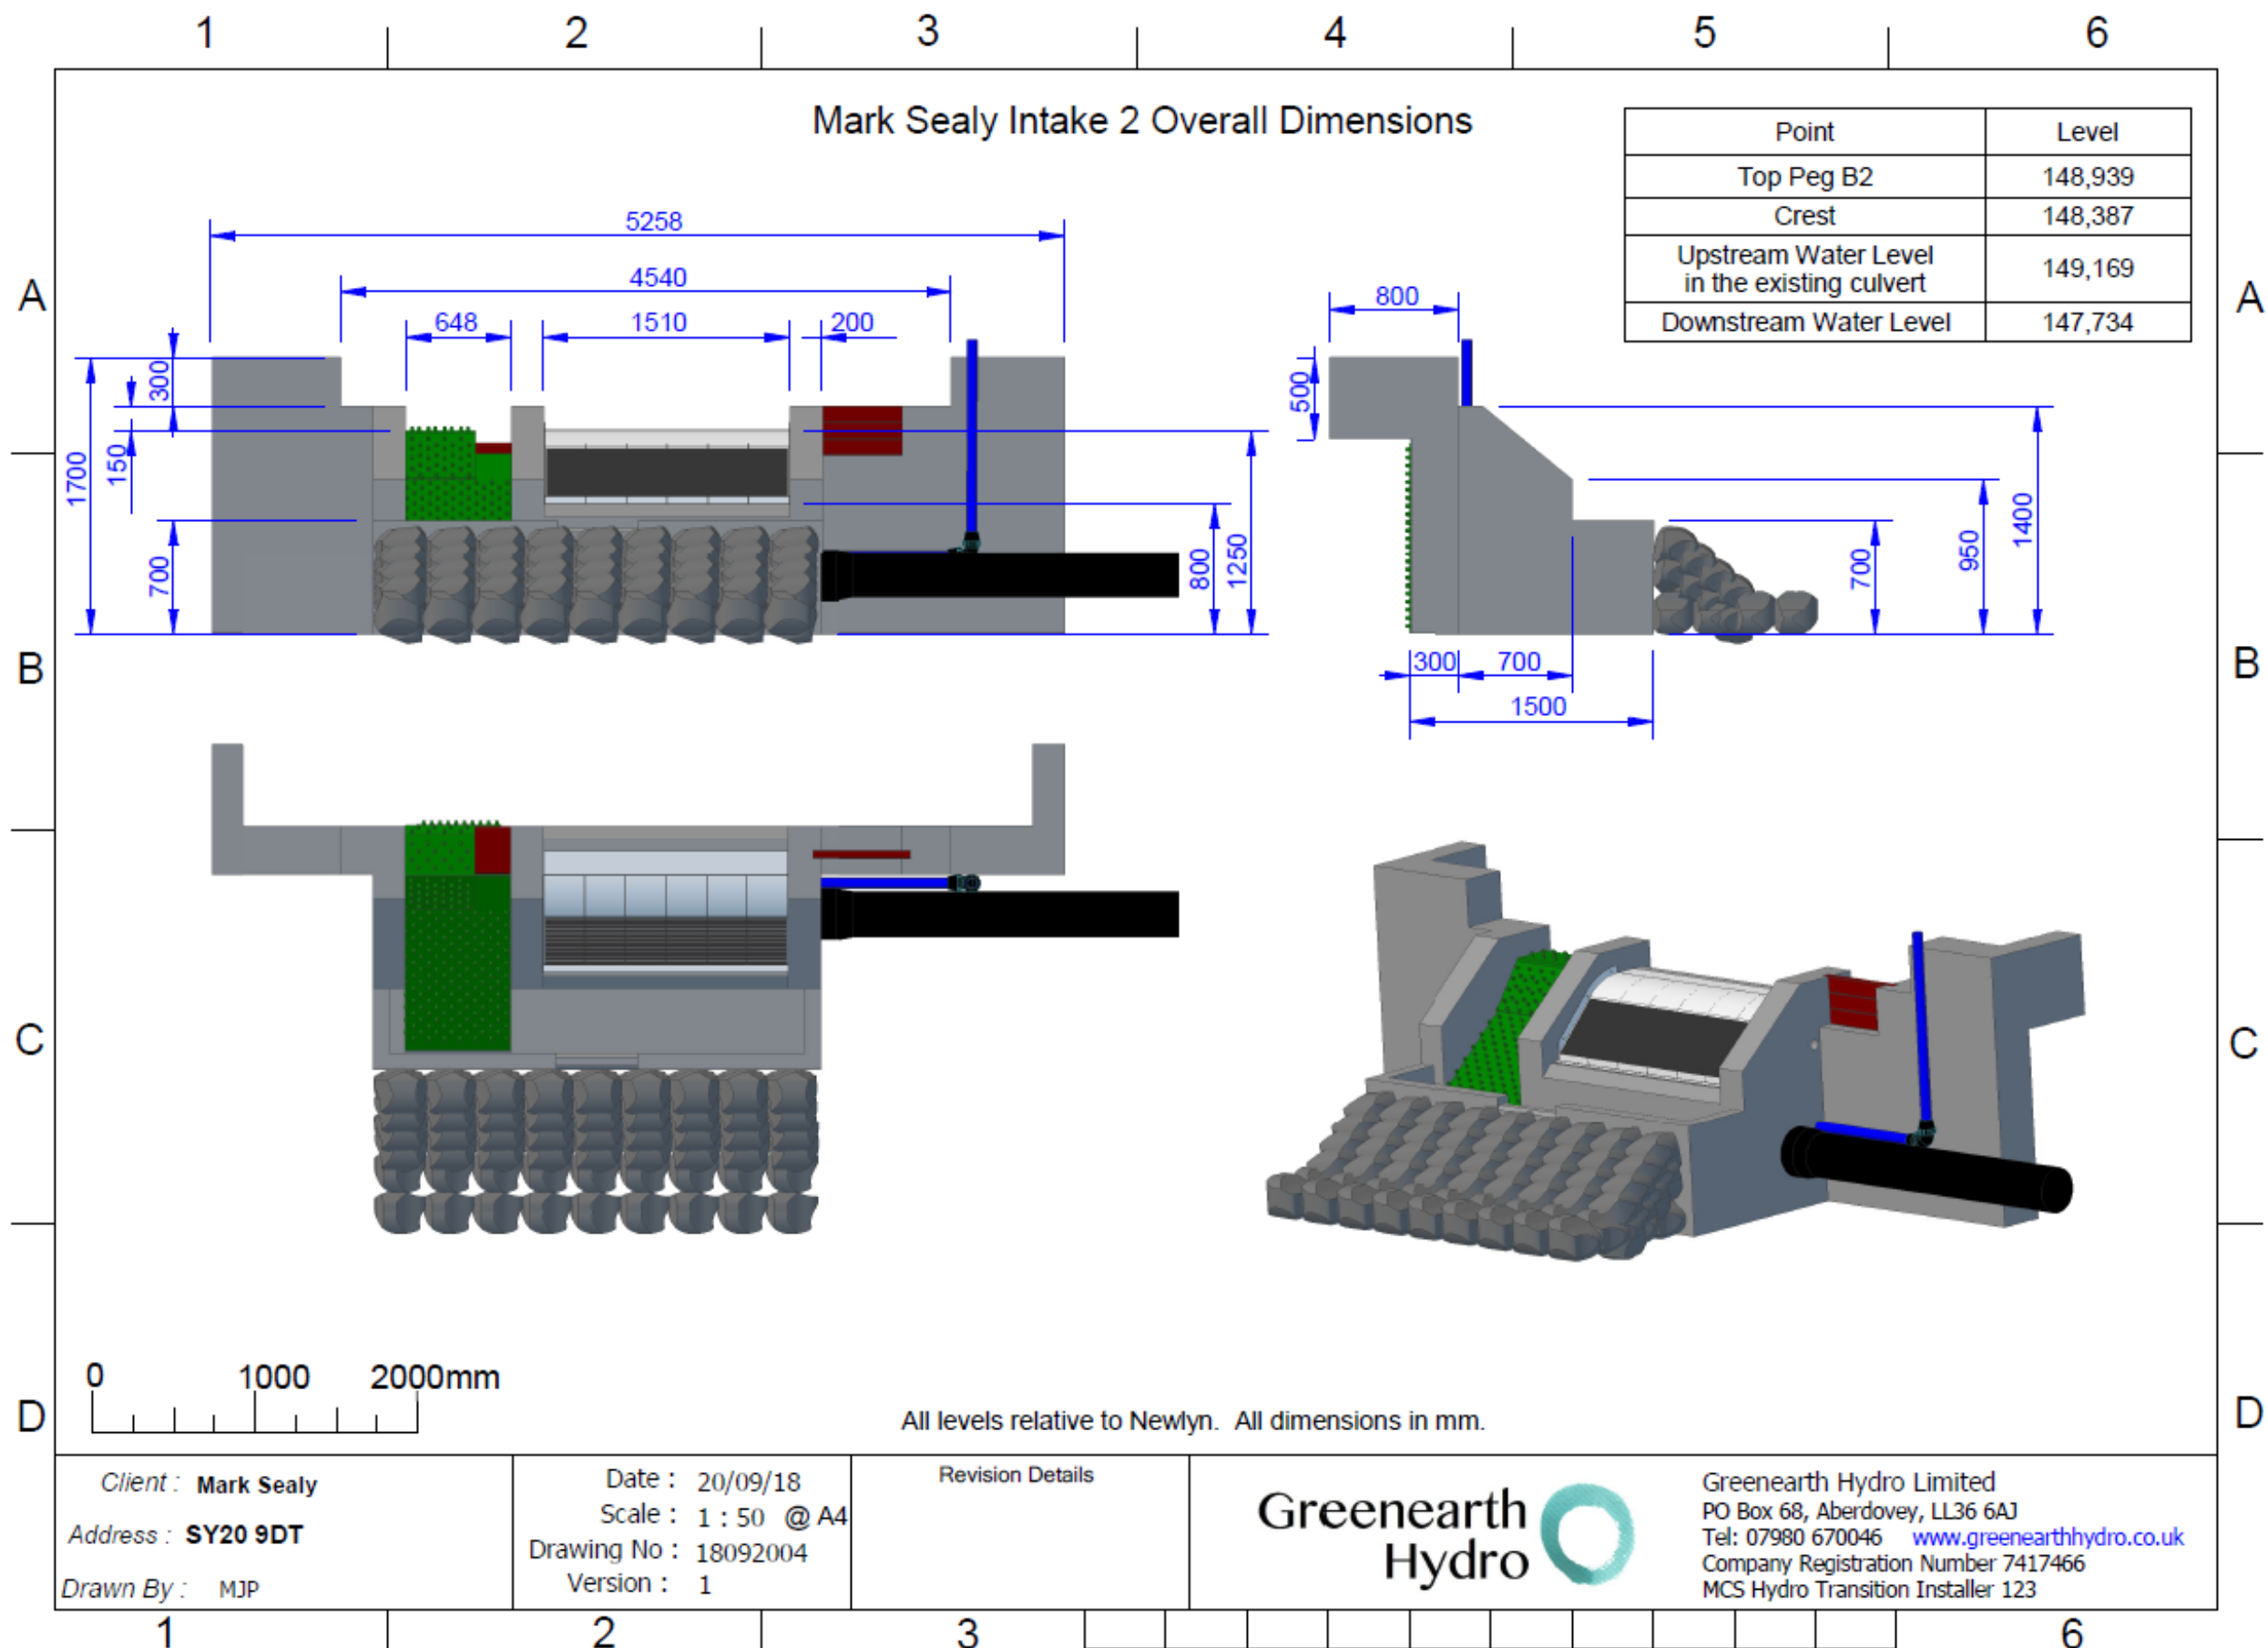 1 2 3 4 5 6
Mark Sealy Intake 2 Overall Dimensions
Point Level
Top Peg B2 148,939
Crest 148,387
Upstream Water Level
in the existing culvert 149,169
Downstream Water Level 147,734
A A
5258
4540
648 1510 200
300
150
1700
700
800
1250
800
500
1400
950
700
300 700
1500
B B
C C
0 1000 2000mm
D D
All levels relative to Newlyn. All dimensions in mm.
Client : Mark Sealy
Address : SY20 9DT
Drawn By : MJP
Date : 20/09/18
Scale : 1 : 50 @ A4
Drawing No : 18092004
Version : 1
Revision Details
Greenearth
Hydro
Greenearth Hydro Limited
PO Box 68, Aberdovey, LL36 6AJ
Tel: 07980 670046 www.greenearthhydro.co.uk
Company Registration Number 7417466
MCS Hydro Transition Installer 123
1 2 3 6